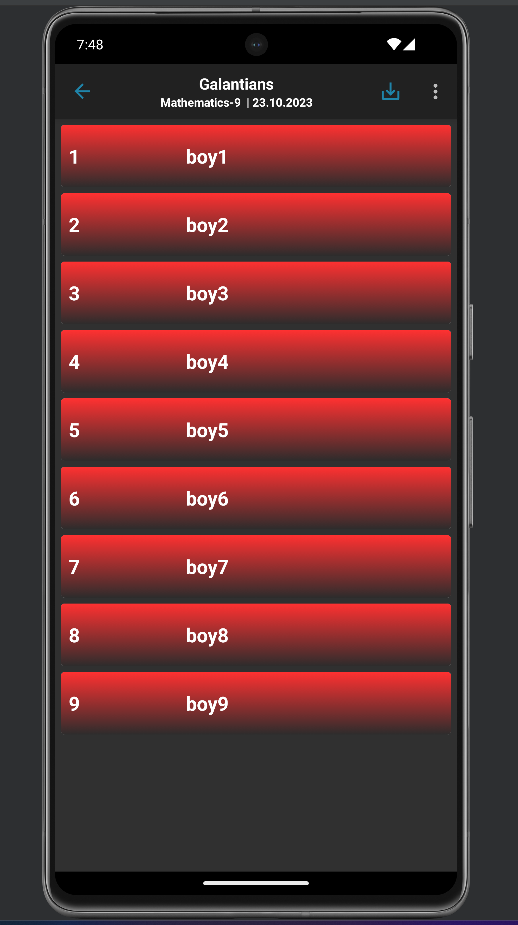 7:48
Galantians
Mathematics-9 | 23.10.2023
1 boy1
2 boy2
3 boy3
4 boy4
5 boy5
6 boy6
7 boy7
8 boy8
9 boy9